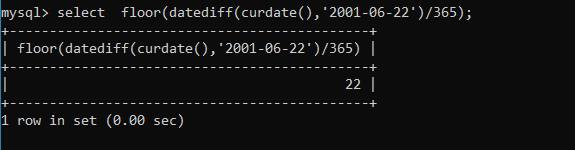 mysql> select  floor(datediff(curdate(),'2001-06-22')/365);
+---------------------------------------------+
| floor(datediff(curdate(),'2001-06-22')/365) |
+---------------------------------------------+
|                                          22 |
+---------------------------------------------+
1 row in set (0.00 sec)